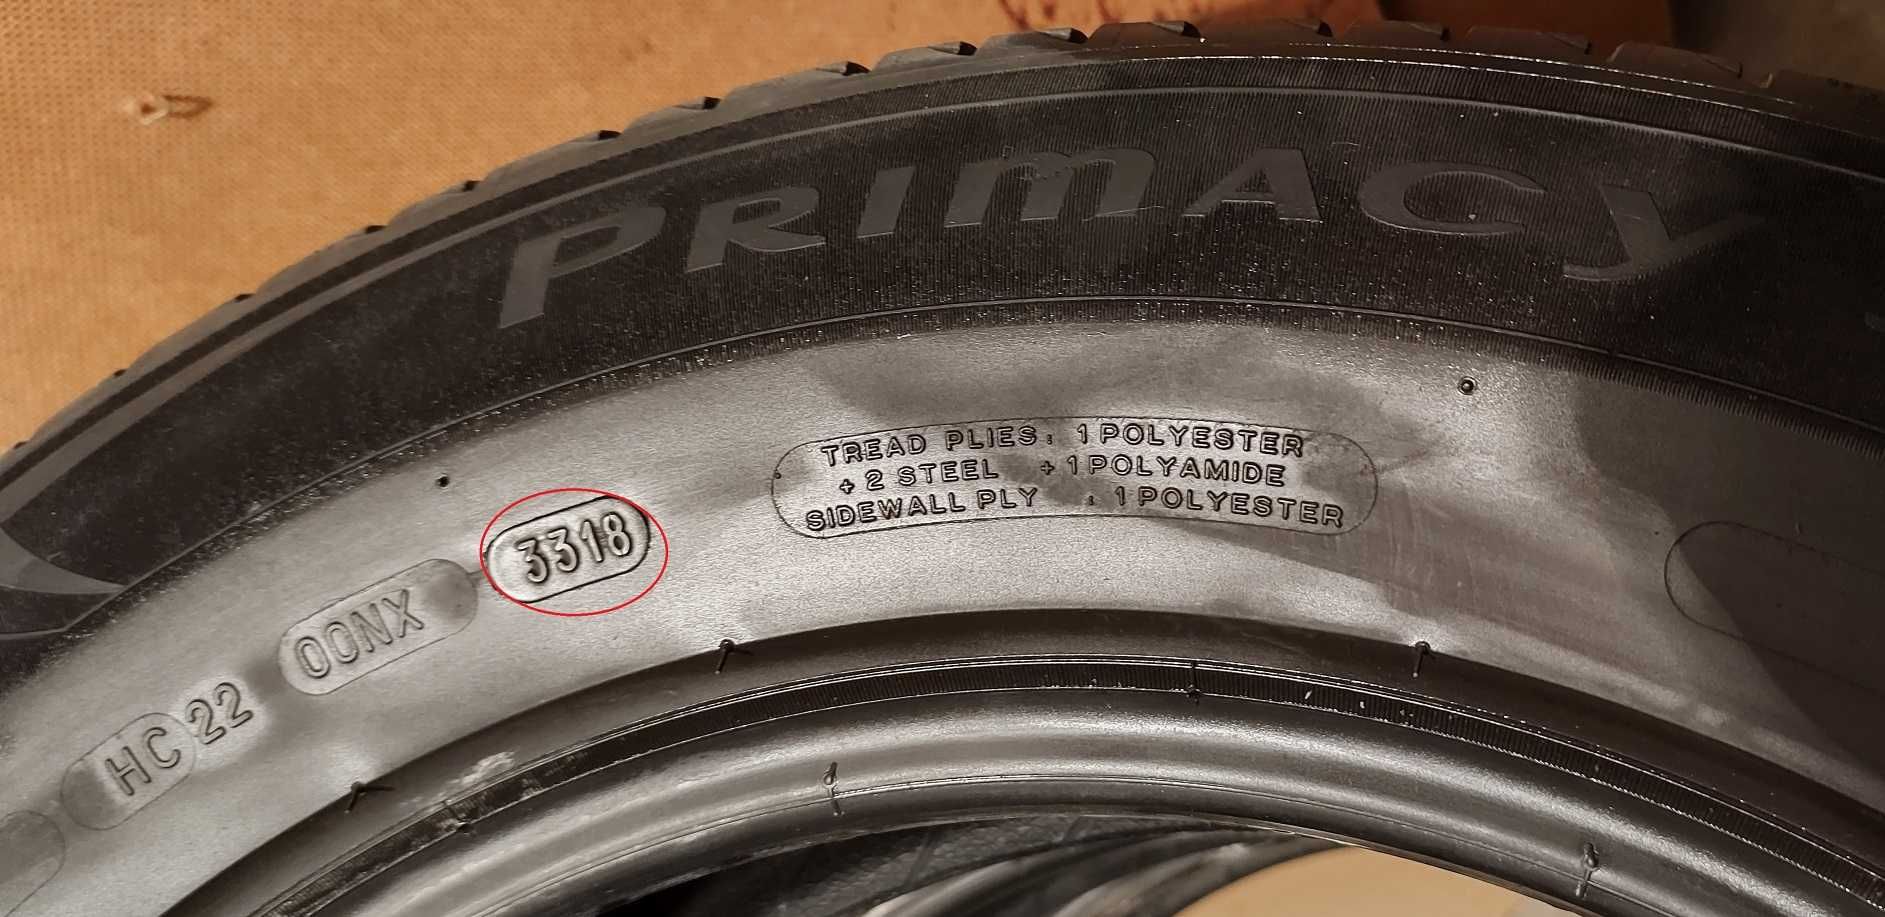 PRIMACY
TREAD PLIES: 1 POLYESTER
+ 2 STEEL + 1 POLYAMIDE
SIDEWALL PLY : 1 POLYESTER
HC 22 00NX 3318